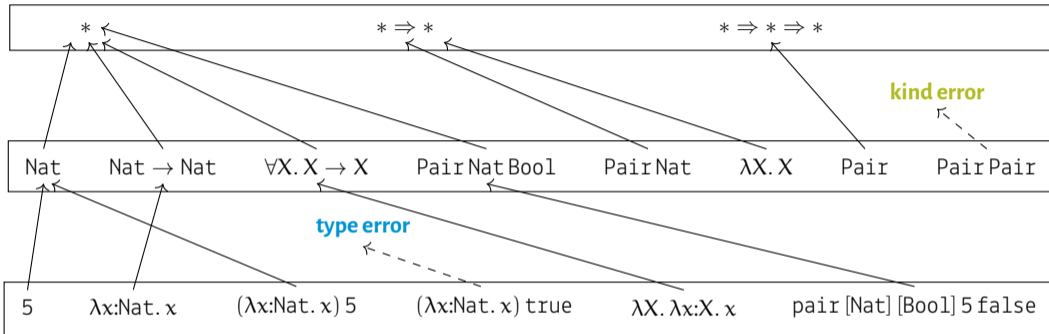 ∗ ∗ ⇒ ∗ ∗ ⇒ ∗ ⇒ ∗
kind error
Nat Nat → Nat ∀X. X → X Pair Nat Bool Pair Nat λX. X Pair Pair Pair
type error
5 λx:Nat. x (λx:Nat. x) 5 (λx:Nat. x) true λX. λx:X. x pair [Nat] [Bool] 5 false